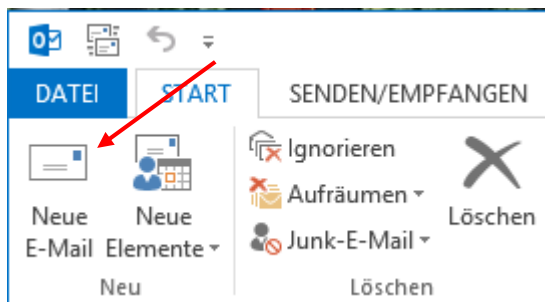 DATEI START SENDEN/EMPFANGEN
Neue
E-Mail
Neue
Elemente
Ignorieren
Aufräumen
Junk-E-Mail
Löschen
Neu Löschen